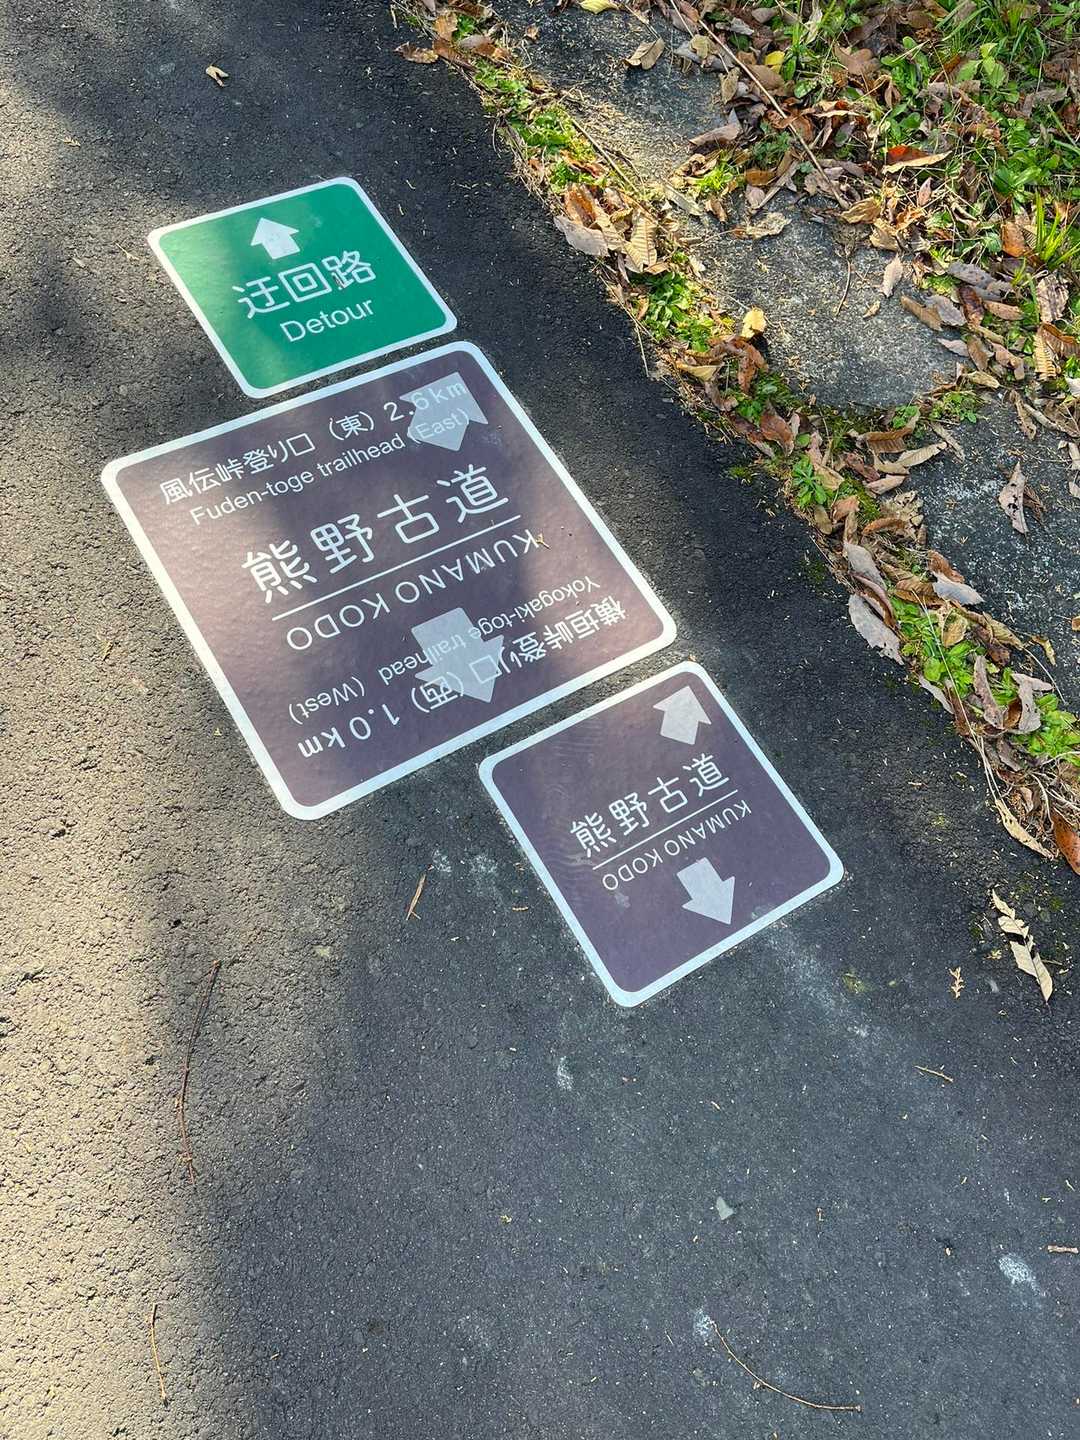 迂回路
Detour
風伝峠登り口（東）2.6km
Fuden-toge trailhead (East)
熊野古道
KUMANO KODO
横垣峠登り口（西）1.0km
Yokogaki-toge trailhead (West)
熊野古道
KUMANO KODO